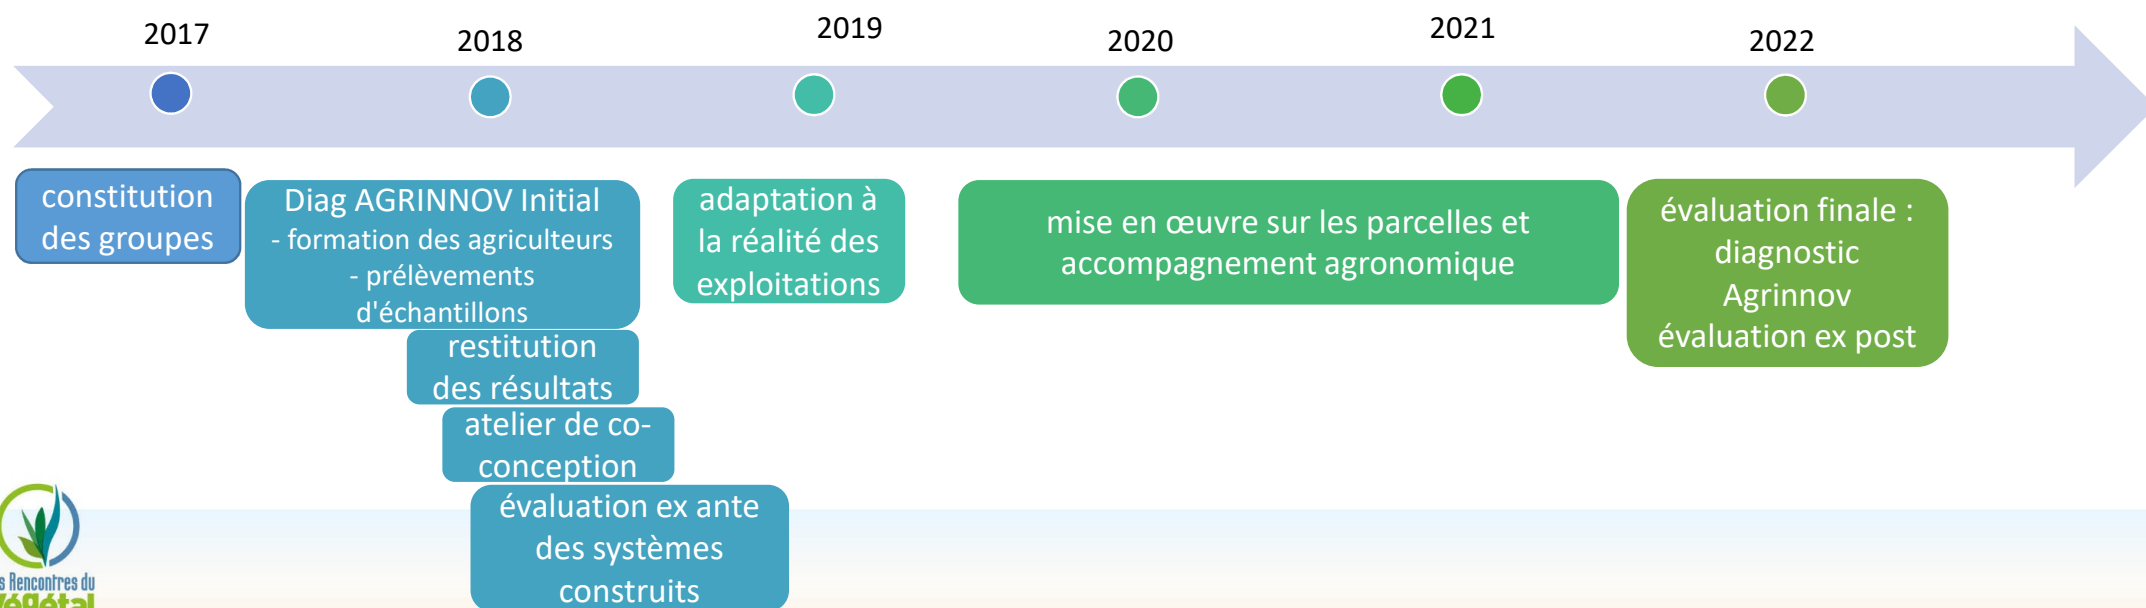 2017
2018
2019
2020
2021
2022
constitution
des groupes
Diag AGRINNOV Initial
- formation des agriculteurs
- prélèvements
d'échantillons
restitution
des résultats
atelier de co-
conception
évaluation ex ante
des systèmes
construits
adaptation à
la réalité des
exploitations
mise en œuvre sur les parcelles et
accompagnement agronomique
évaluation finale :
diagnostic
Agrinnov
évaluation ex post
s Rencontres du
végétal